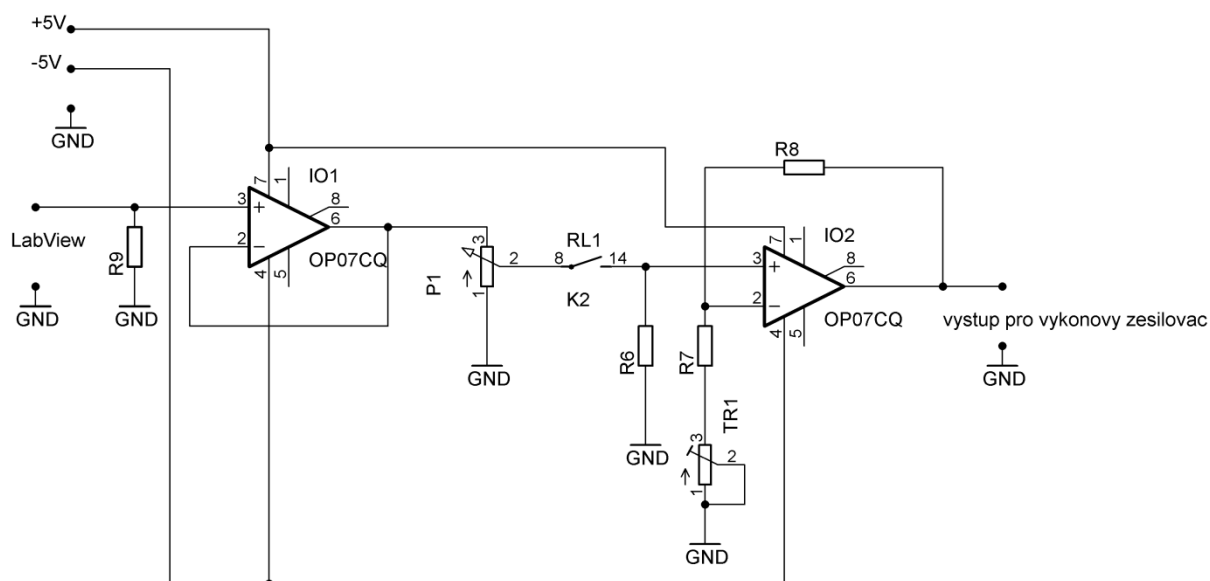 +5V
-5V
GND
LabView
GND
R9
GND
3
2
+
−
7
1
IO1
8
6
4
5
OP07CQ
P1
3
2
1
GND
RL1
8
14
K2
R6
GND
R8
3
2
+
−
7
1
IO2
8
6
4
5
OP07CQ
R7
TR1
3
2
1
GND
vystup pro vykonovy zesilovac
GND